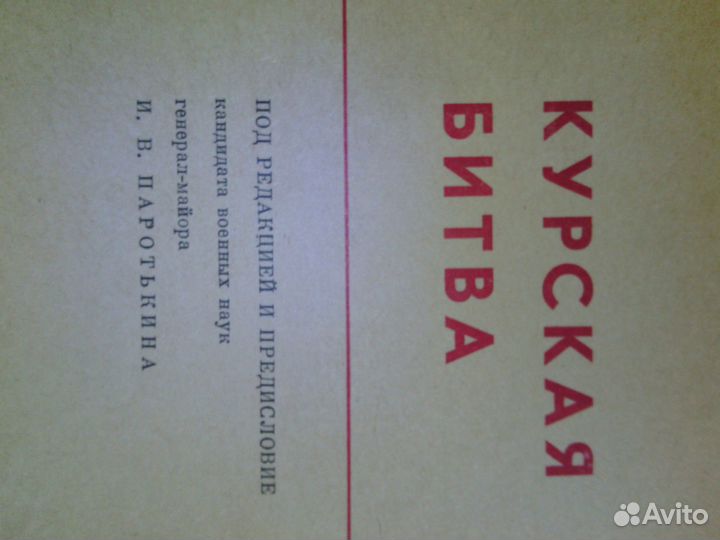 КУРСКАЯ
БИТВА
ПОД РЕДАКЦИЕЙ И ПРЕДИСЛОВИЕ
кандидата военных наук
генерал-майора
И. В. ПАРОТЬКИНА
Avito